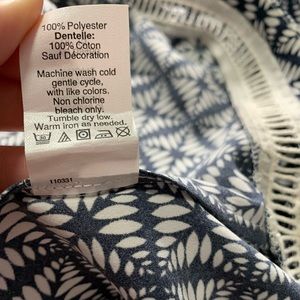 100% Polyester
Dentelle:
100% Coton
Sauf Décoration
Machine wash cold
gentle cycle,
with like colors.
Non chlorine
bleach only.
Tumble dry low.
Warm iron as needed.
110331